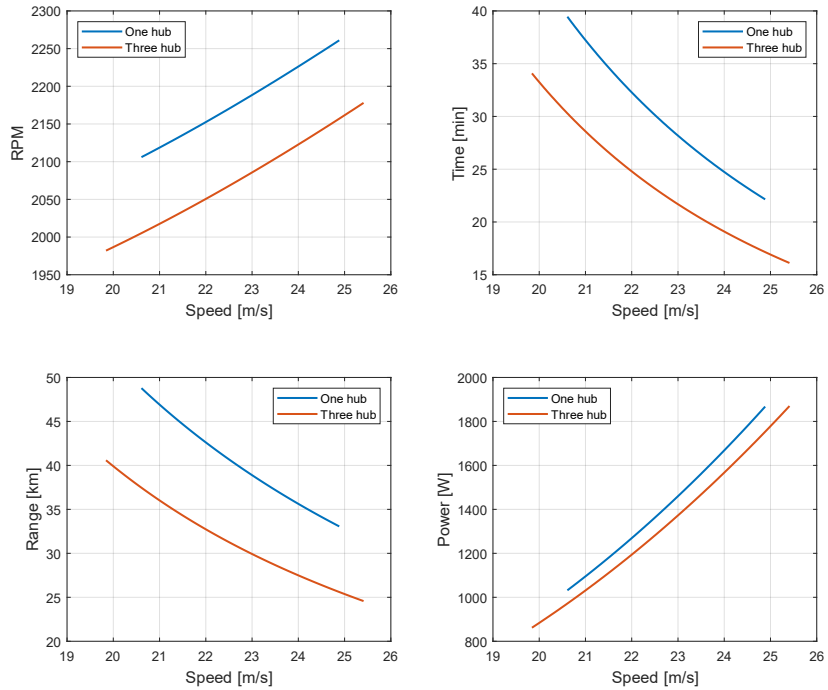 2300
2250
2200
2150
2100
2050
2000
1950
RPM
One hub
Three hub
19 20 21 22 23 24 25 26
Speed [m/s]
40
35
30
25
20
15
Time [min]
One hub
Three hub
19 20 21 22 23 24 25 26
Speed [m/s]
50
45
40
35
30
25
20
Range [km]
One hub
Three hub
19 20 21 22 23 24 25 26
Speed [m/s]
2000
1800
1600
1400
1200
1000
800
Power [W]
One hub
Three hub
19 20 21 22 23 24 25 26
Speed [m/s]